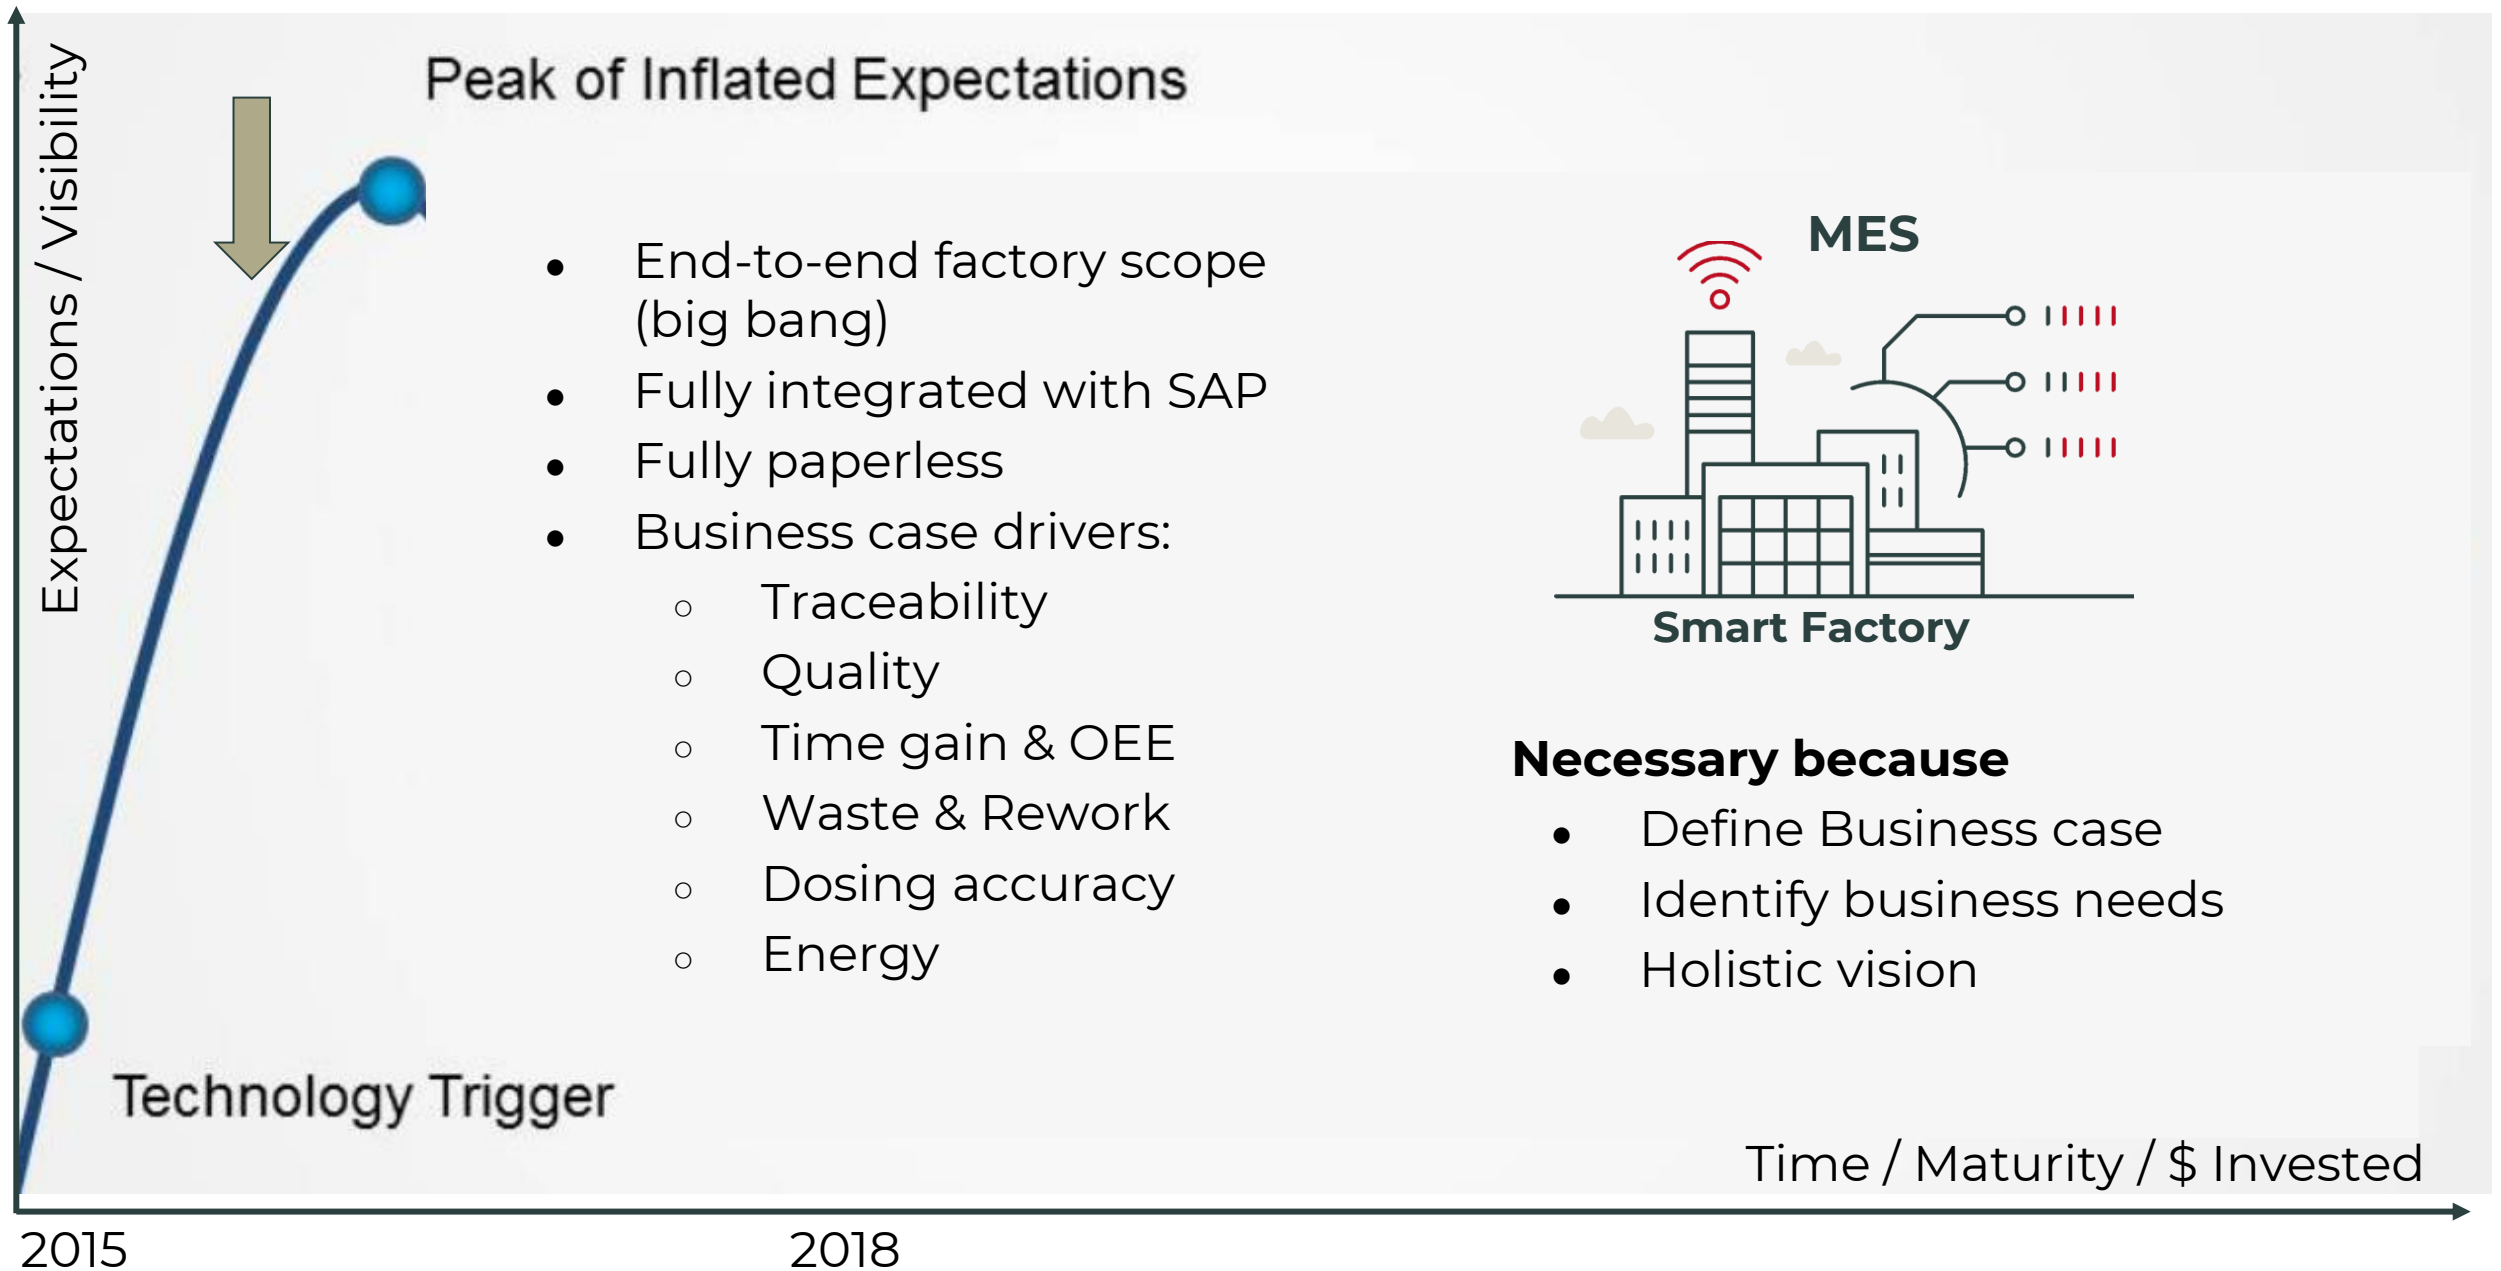 Expectations / Visibility
Peak of Inflated Expectations
● End-to-end factory scope
(big bang)
● Fully integrated with SAP
● Fully paperless
● Business case drivers:
○ Traceability
○ Quality
○ Time gain & OEE
○ Waste & Rework
○ Dosing accuracy
○ Energy
MES
Smart Factory
Necessary because
● Define Business case
● Identify business needs
● Holistic vision
Technology Trigger
Time / Maturity / $ Invested
2015
2018